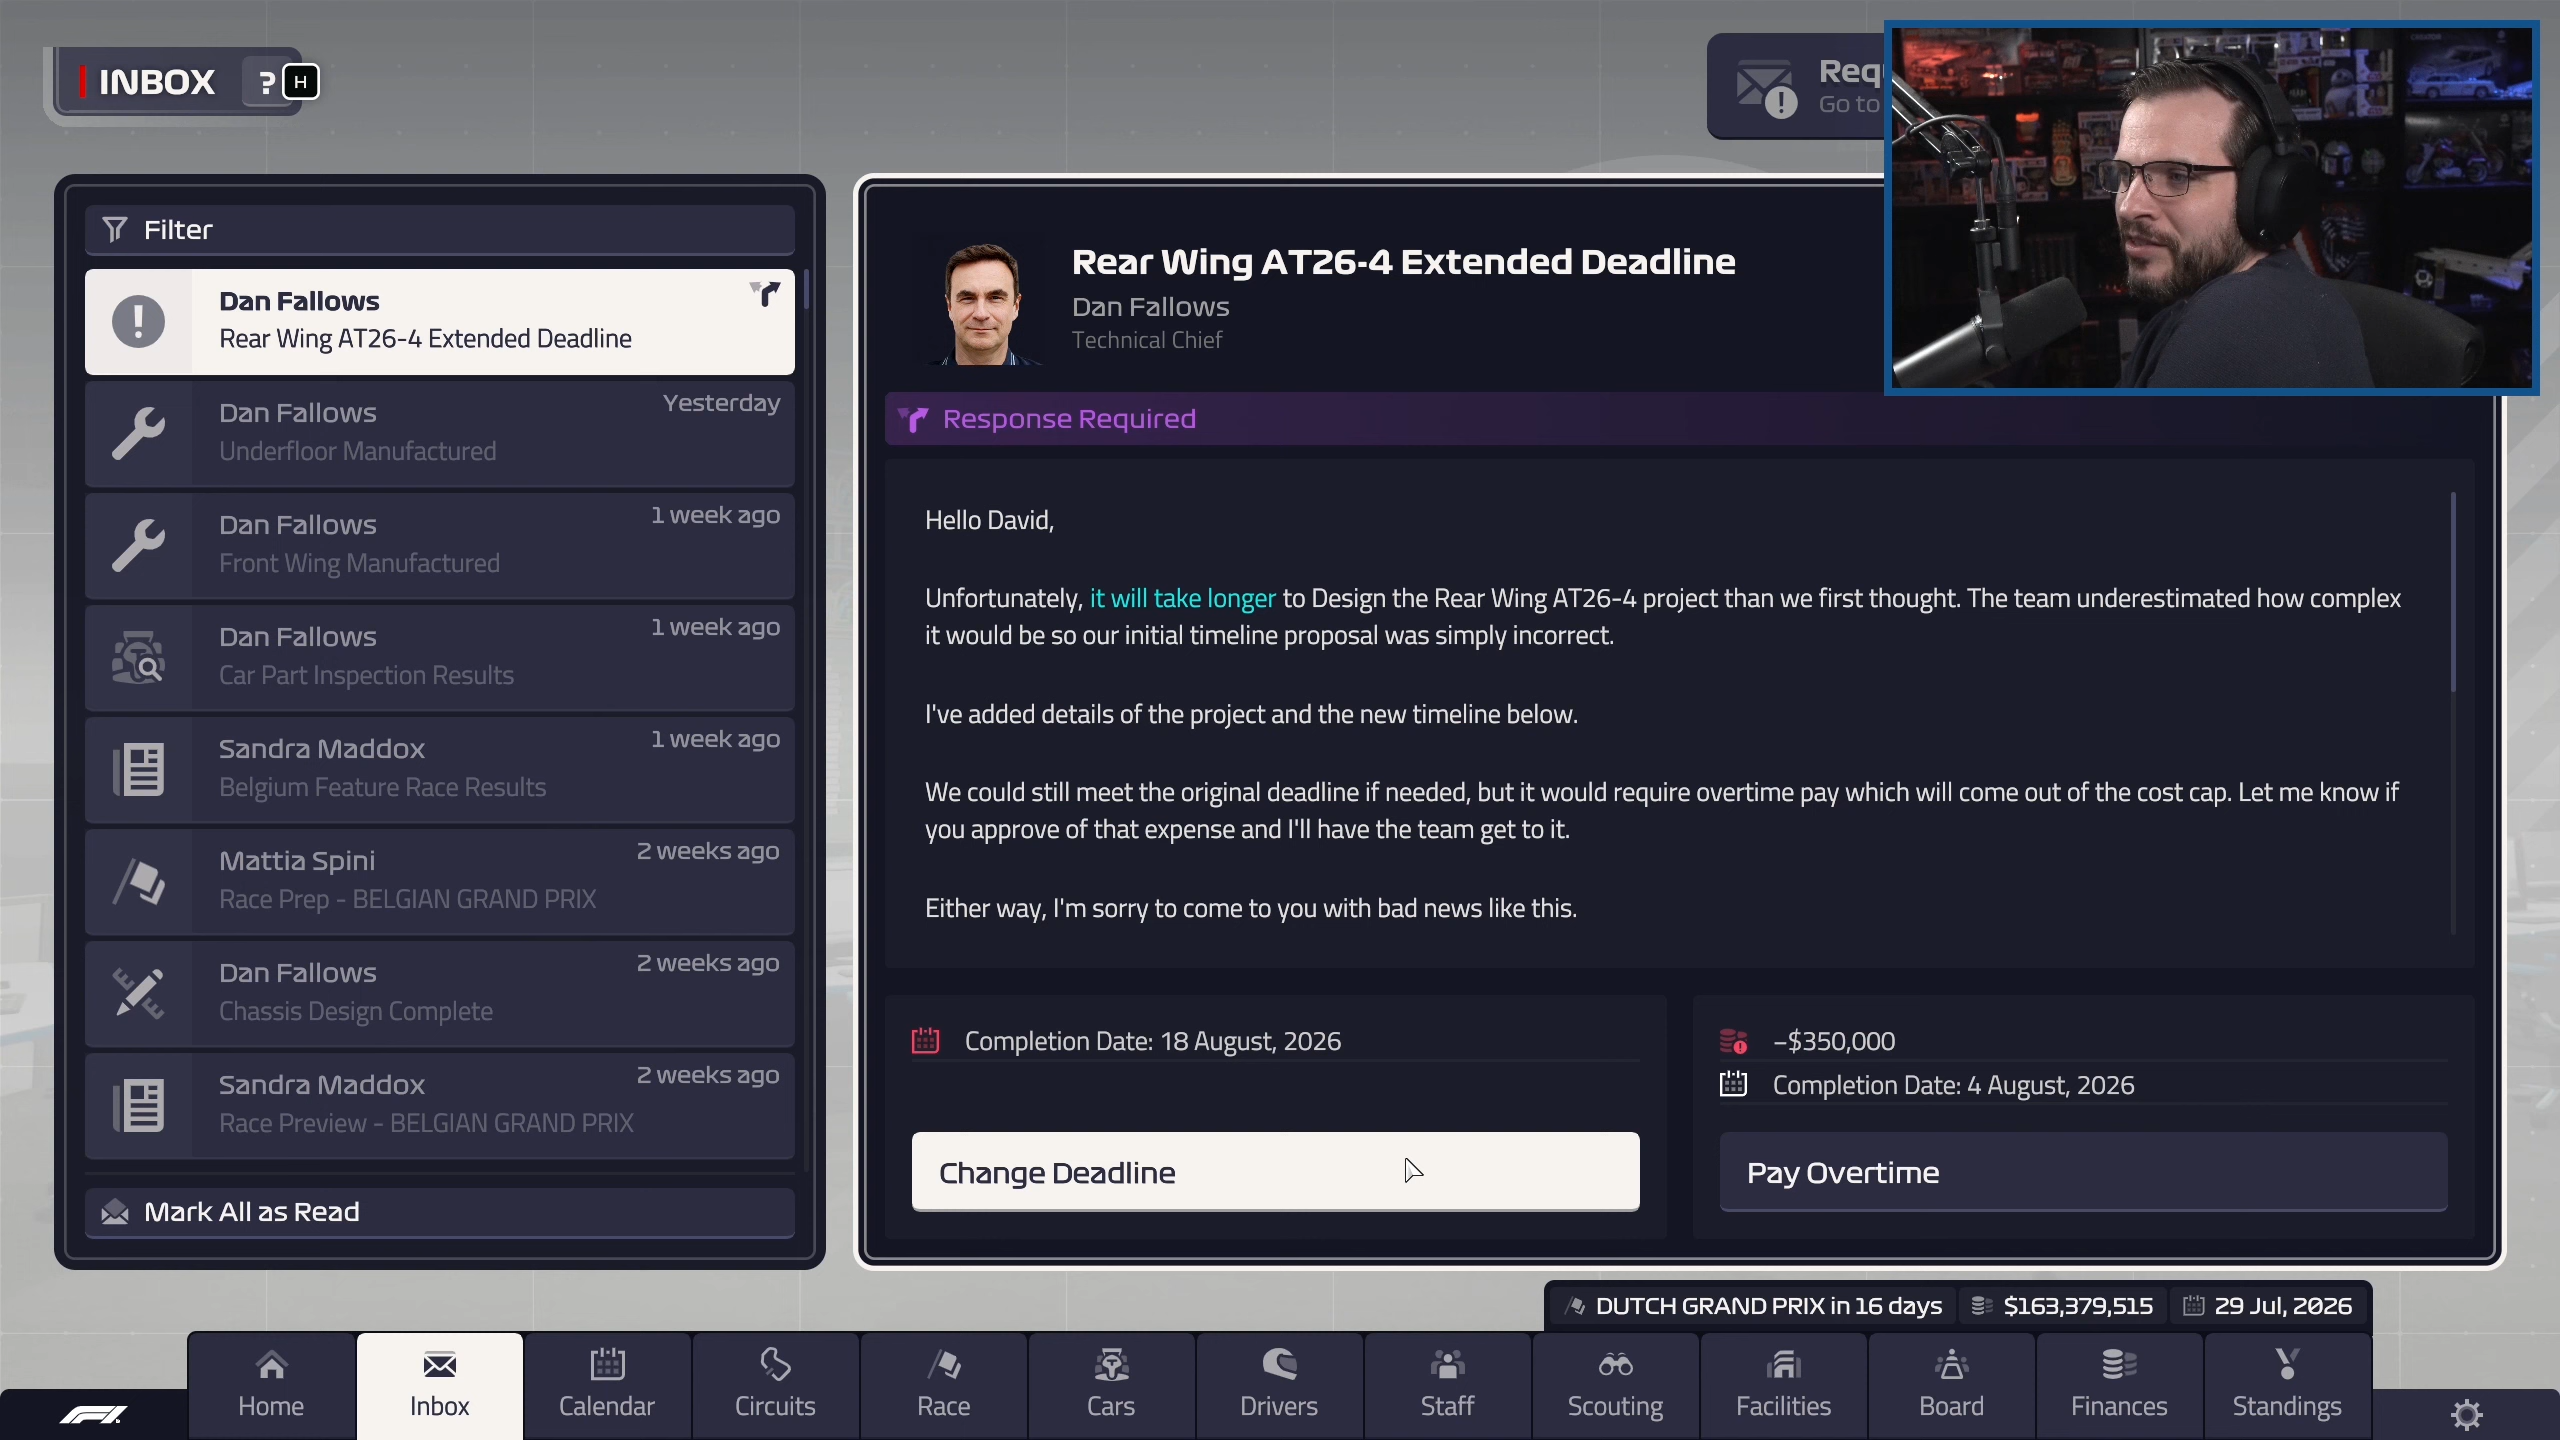 INBOX
?
H
Req
Go to
Filter
Dan Fallows
Rear Wing AT26-4 Extended Deadline
Dan Fallows
Yesterday
Underfloor Manufactured
Dan Fallows
1 week ago
Front Wing Manufactured
Dan Fallows
1 week ago
Car Part Inspection Results
Sandra Maddox
1 week ago
Belgium Feature Race Results
Mattia Spini
2 weeks ago
Race Prep - BELGIAN GRAND PRIX
Dan Fallows
2 weeks ago
Chassis Design Complete
Sandra Maddox
2 weeks ago
Race Preview - BELGIAN GRAND PRIX
Mark All as Read
Rear Wing AT26-4 Extended Deadline
Dan Fallows
Technical Chief
Response Required
Hello David,
Unfortunately, it will take longer to Design the Rear Wing AT26-4 project than we first thought. The team underestimated how complex
it would be so our initial timeline proposal was simply incorrect.
I've added details of the project and the new timeline below.
We could still meet the original deadline if needed, but it would require overtime pay which will come out of the cost cap. Let me know if
you approve of that expense and I'll have the team get to it.
Either way, I'm sorry to come to you with bad news like this.
Completion Date: 18 August, 2026
Change Deadline
-$350,000
Completion Date: 4 August, 2026
Pay Overtime
DUTCH GRAND PRIX in 16 days
$163,379,515
29 Jul, 2026
Home
Inbox
Calendar
Circuits
Race
Cars
Drivers
Staff
Scouting
Facilities
Board
Finances
Standings